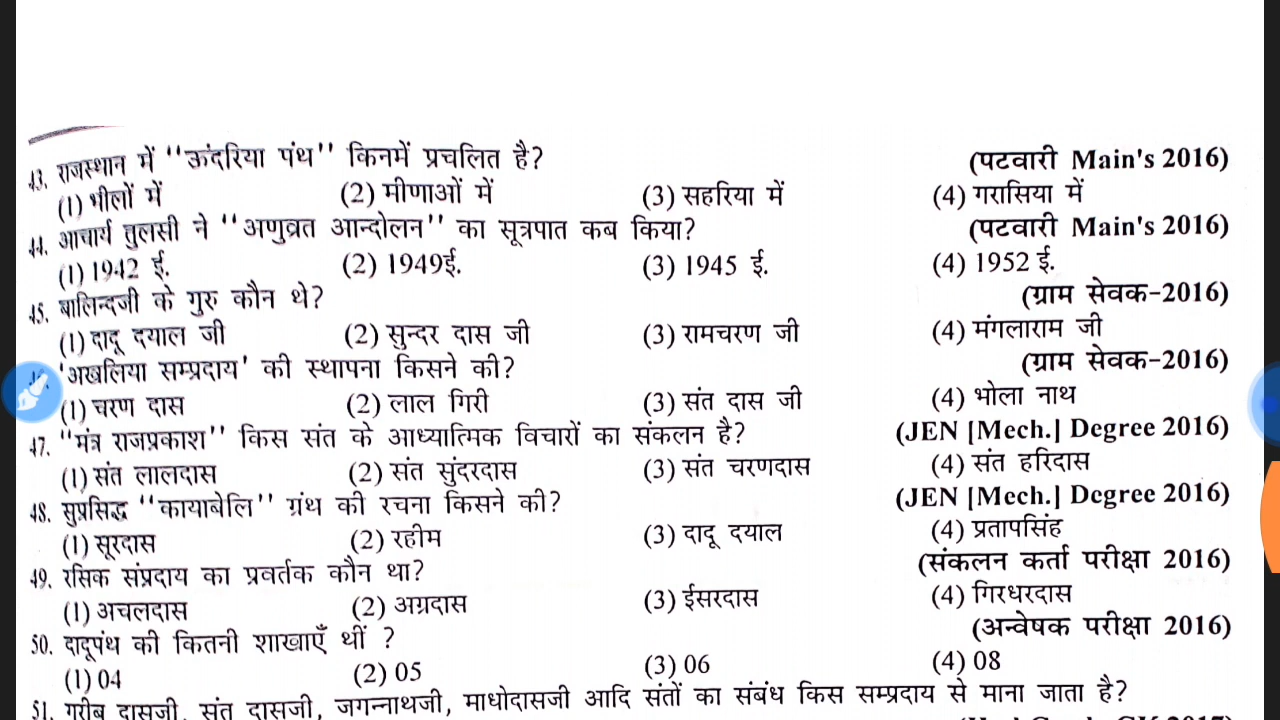 43. राजस्थान में ‘‘ऊंदरिया पंथ’’ किनमें प्रचलित है? (पटवारी Main's 2016)
(1) भीलों में (2) मीणाओं में (3) सहरिया में (4) गरासिया में
44. आचार्य तुलसी ने ‘‘अणुव्रत आन्दोलन’’ का सूत्रपात कब किया? (पटवारी Main's 2016)
(1) 1942 ई. (2) 1949ई. (3) 1945 ई. (4) 1952 ई.
45. बालिन्दजी के गुरु कौन थे? (ग्राम सेवक-2016)
(1) दादू दयाल जी (2) सुन्दर दास जी (3) रामचरण जी (4) मंगलाराम जी
'अखलिया सम्प्रदाय' की स्थापना किसने की? (ग्राम सेवक-2016)
(1) चरण दास (2) लाल गिरी (3) संत दास जी (4) भोला नाथ
47. ‘‘मंत्र राजप्रकाश’’ किस संत के आध्यात्मिक विचारों का संकलन है? (JEN [Mech.] Degree 2016)
(1) संत लालदास (2) संत सुंदरदास (3) संत चरणदास (4) संत हरिदास
48. सुप्रसिद्ध ‘‘कायाबेलि’’ ग्रंथ की रचना किसने की? (JEN [Mech.] Degree 2016)
(1) सूरदास (2) रहीम (3) दादू दयाल (4) प्रतापसिंह
49. रसिक संप्रदाय का प्रवर्तक कौन था? (संकलन कर्ता परीक्षा 2016)
(1) अचलदास (2) अग्रदास (3) ईसरदास (4) गिरधरदास
50. दादूपंथ की कितनी शाखाएँ थीं ? (अन्वेषक परीक्षा 2016)
(1) 04 (2) 05 (3) 06 (4) 08
51. गरीब दासजी, संत दासजी, जगन्नाथजी, माधोदासजी आदि संतों का संबंध किस सम्प्रदाय से माना जाता है?